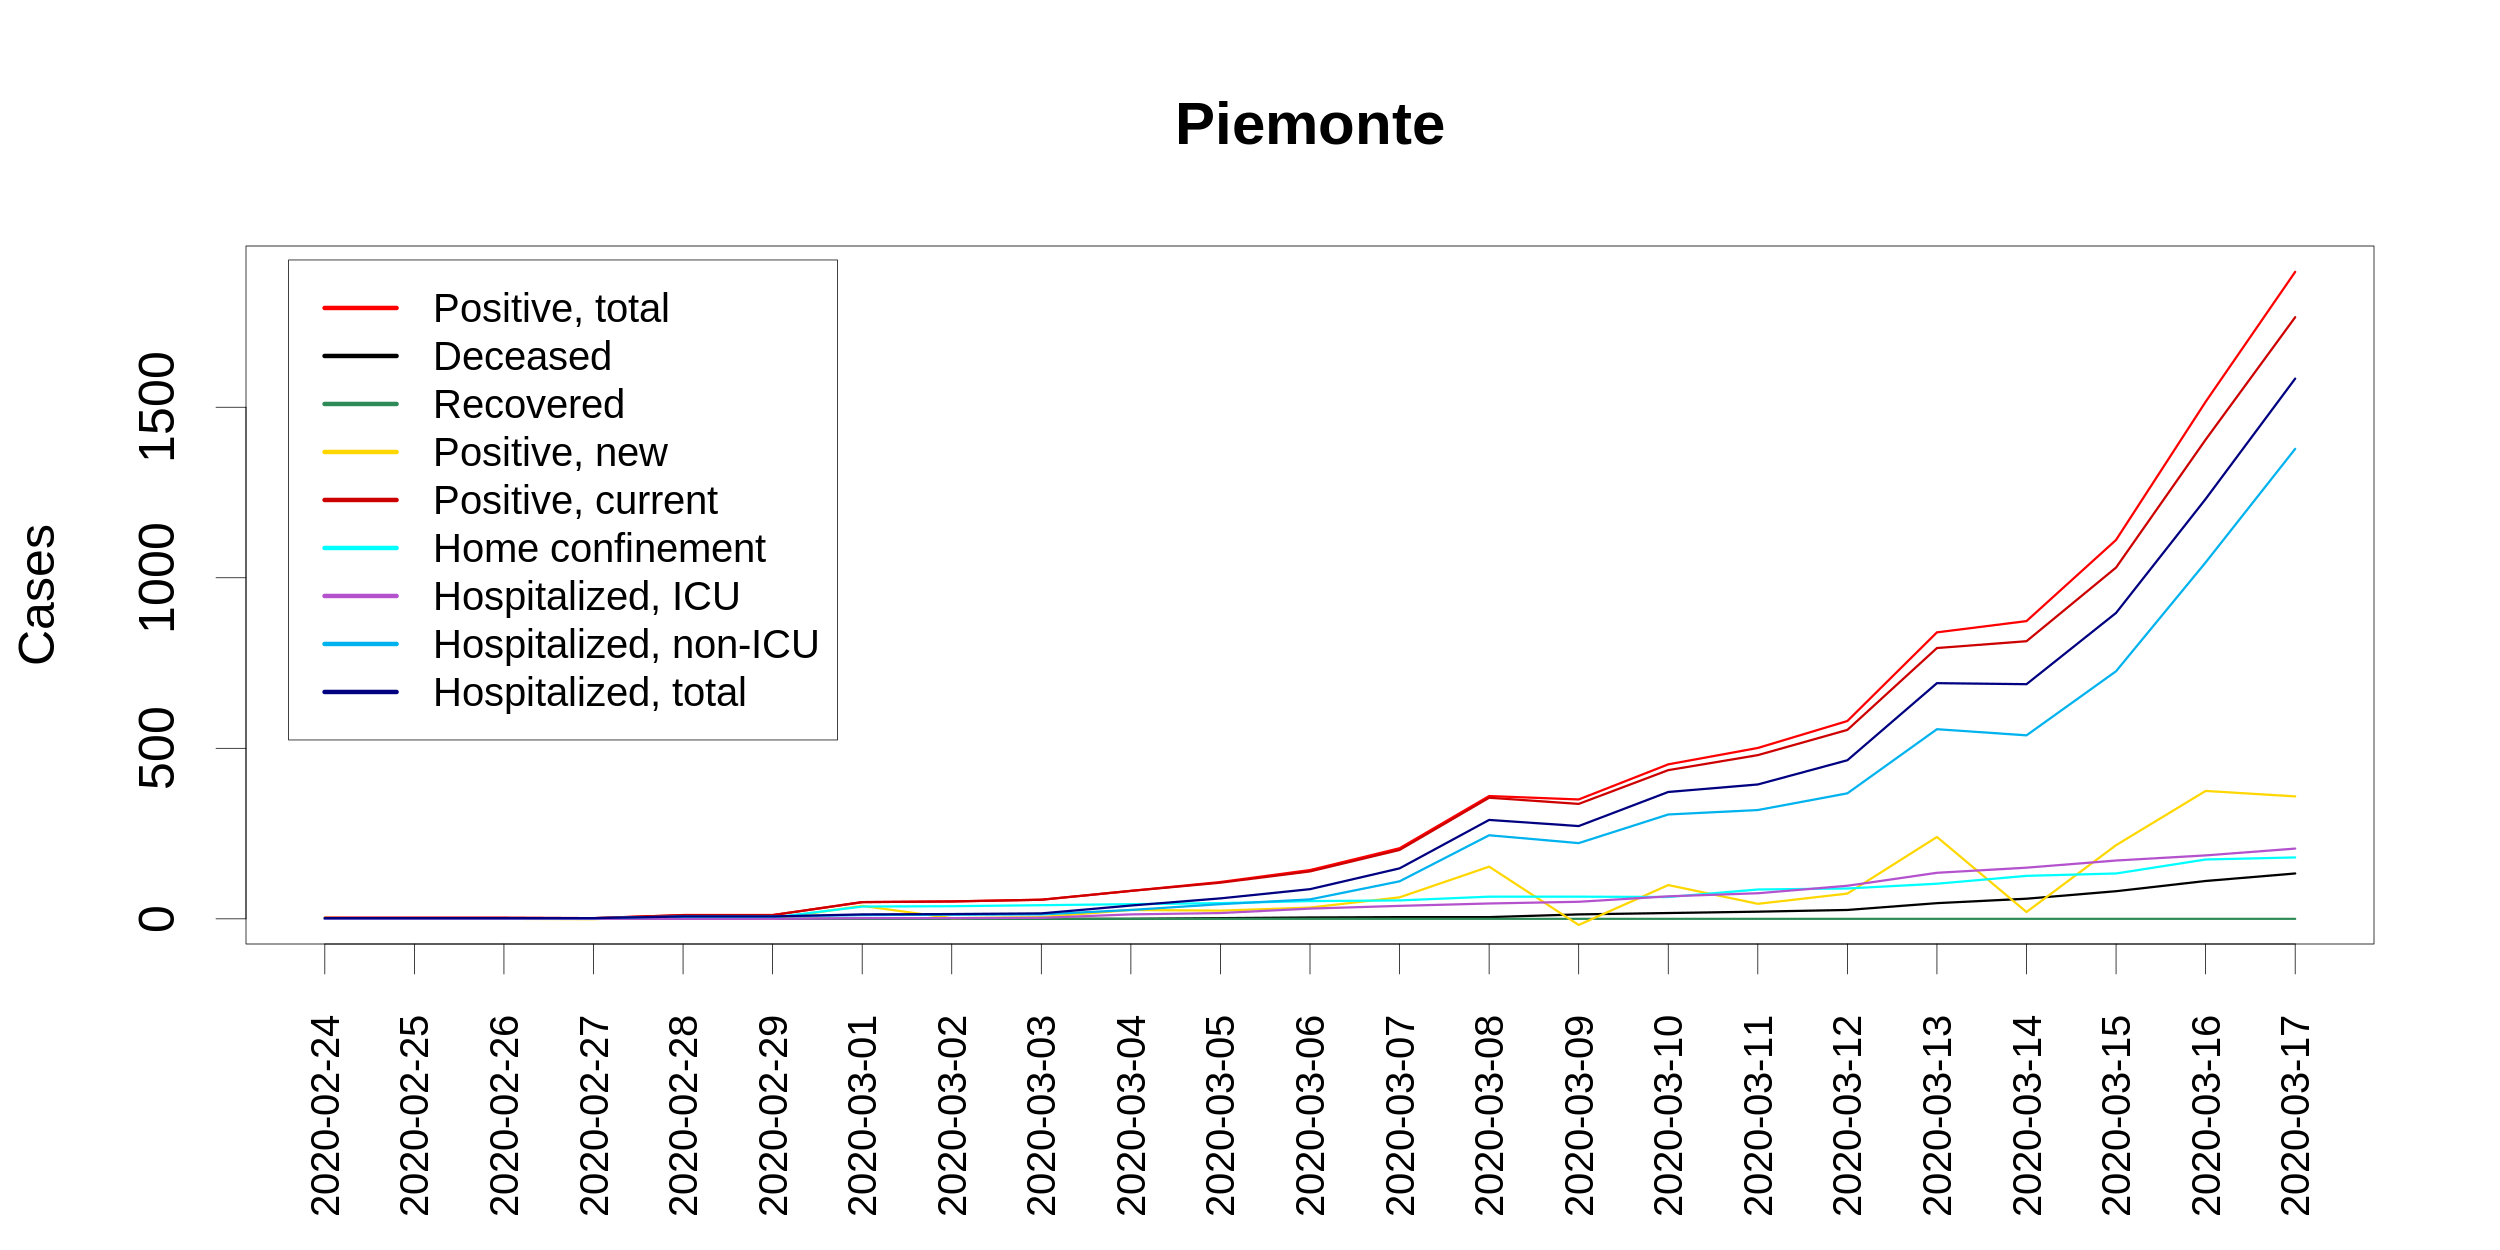 Piemonte
Cases
1500
1000
500
0
Positive, total
Deceased
Recovered
Positive, new
Positive, current
Home confinement
Hospitalized, ICU
Hospitalized, non-ICU
Hospitalized, total
2020-02-24
2020-02-25
2020-02-26
2020-02-27
2020-02-28
2020-02-29
2020-03-01
2020-03-02
2020-03-03
2020-03-04
2020-03-05
2020-03-06
2020-03-07
2020-03-08
2020-03-09
2020-03-10
2020-03-11
2020-03-12
2020-03-13
2020-03-14
2020-03-15
2020-03-16
2020-03-17